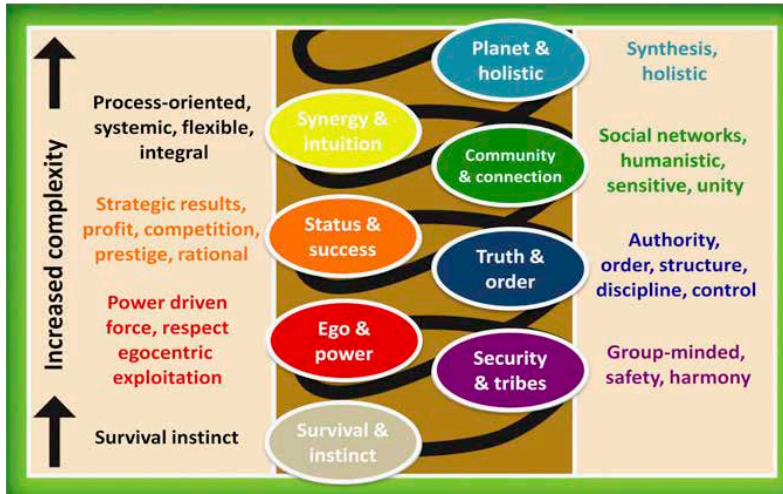 Planet &
holistic
Synthesis,
holistic
Process-oriented,
systemic, flexible,
integral
Synergy &
intuition
Community
& connection
Social networks,
humanistic,
sensitive, unity
Strategic results,
profit, competition,
prestige, rational
Status &
success
Truth &
order
Authority,
order, structure,
discipline, control
Power driven
force, respect
egocentric
exploitation
Ego &
power
Security
& tribes
Group-minded,
safety, harmony
Survival instinct
Survival &
instinct
Increased complexity